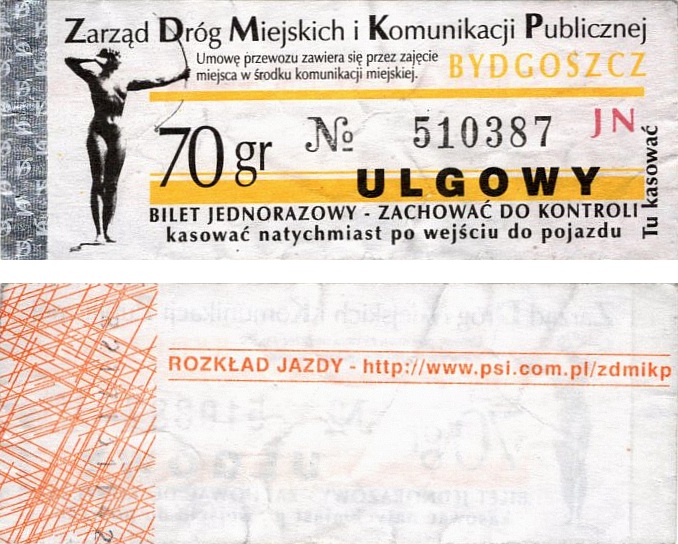 Zarząd Dróg Miejskich i Komunikacji Publicznej
Umowę przewozu zawiera się przez zajęcie
miejsca w środku komunikacji miejskiej.
BYDGOSZCZ
70 gr № 510387 JN
ULGOWY
BILET JEDNORAZOWY - ZACHOWAĆ DO KONTROLI
kasować natychmiast po wejściu do pojazdu
Tu kasować
ROZKŁAD JAZDY - http://www.psi.com.pl/zdmikp